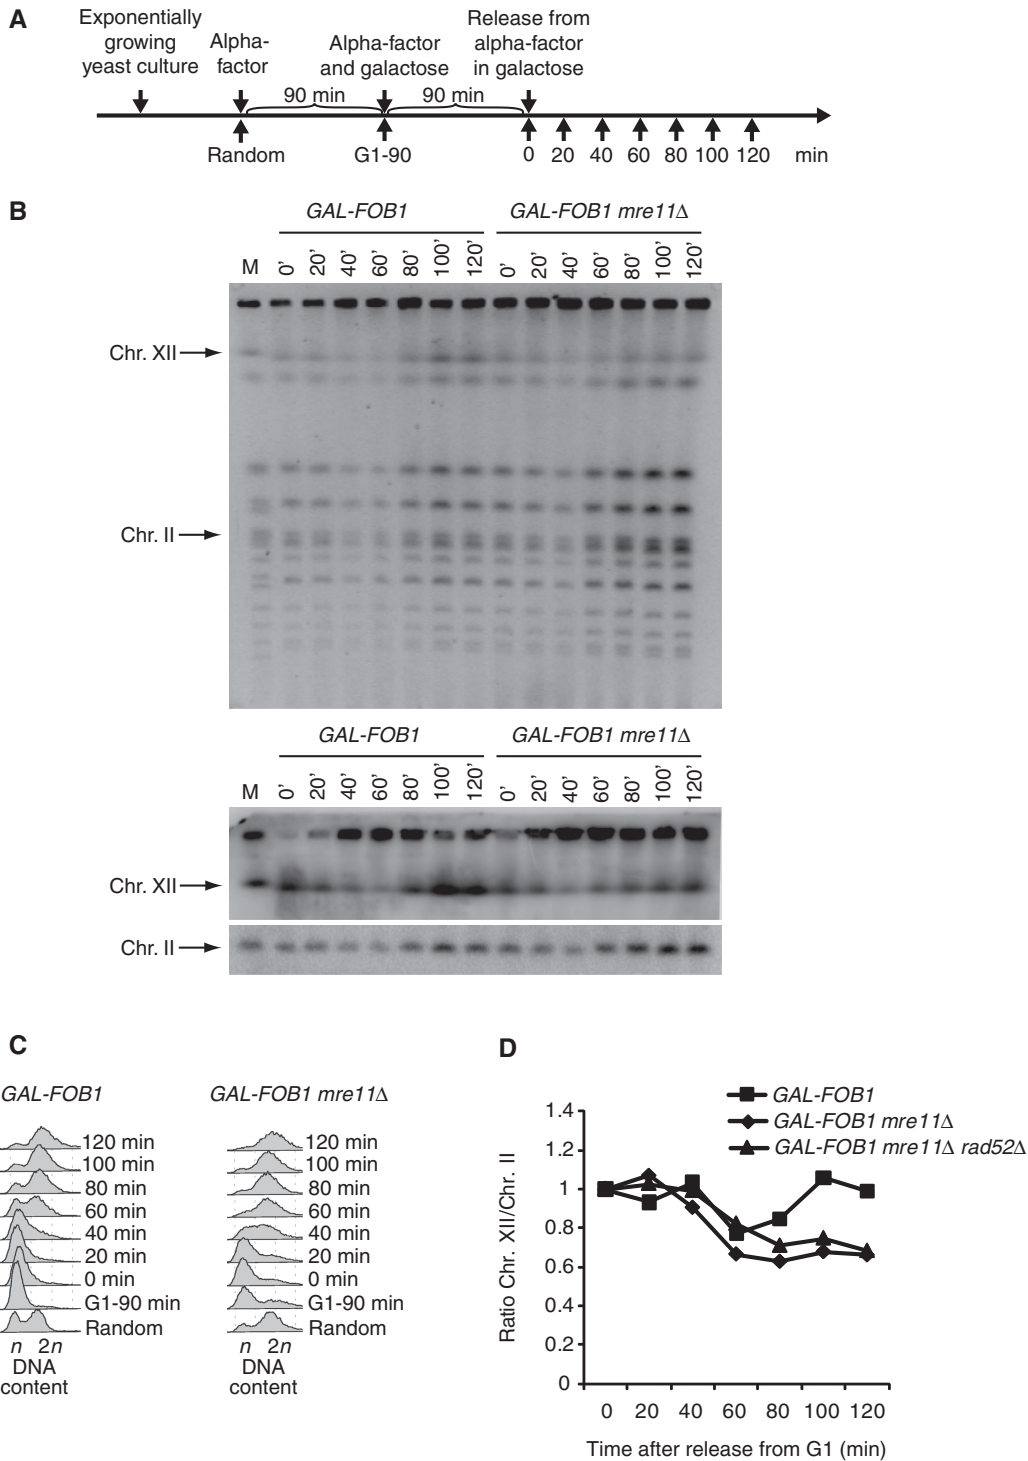 A
Exponentially
growing
yeast culture
Alpha-
factor
Alpha-factor
and galactose
Release from
alpha-factor
in galactose
90 min
90 min
Random
G1-90
0 20 40 60 80 100 120 min
B
GAL-FOB1
GAL-FOB1 mre11Δ
M 0' 20' 40' 60' 80' 100' 120' 0' 20' 40' 60' 80' 100' 120'
Chr. XII
Chr. II
GAL-FOB1
GAL-FOB1 mre11Δ
M 0' 20' 40' 60' 80' 100' 120' 0' 20' 40' 60' 80' 100' 120'
Chr. XII
Chr. II
C
GAL-FOB1
120 min
100 min
80 min
60 min
40 min
20 min
0 min
G1-90 min
Random
n 2n
DNA
content
GAL-FOB1 mre11Δ
120 min
100 min
80 min
60 min
40 min
20 min
0 min
G1-90 min
Random
n 2n
DNA
content
D
GAL-FOB1
GAL-FOB1 mre11Δ
GAL-FOB1 mre11Δ rad52Δ
Ratio Chr. XII/Chr. II
1.4
1.2
1
0.8
0.6
0.4
0.2
0
0 20 40 60 80 100 120
Time after release from G1 (min)